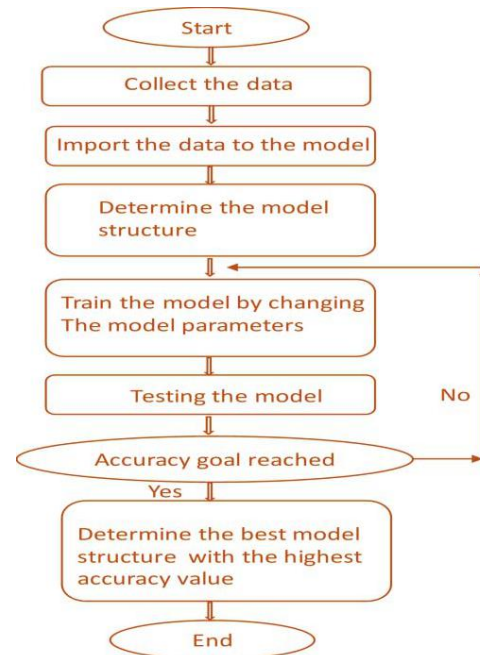 Start
Collect the data
Import the data to the model
Determine the model
structure
Train the model by changing
The model parameters
Testing the model
No
Accuracy goal reached
Yes
Determine the best model
structure with the highest
accuracy value
End